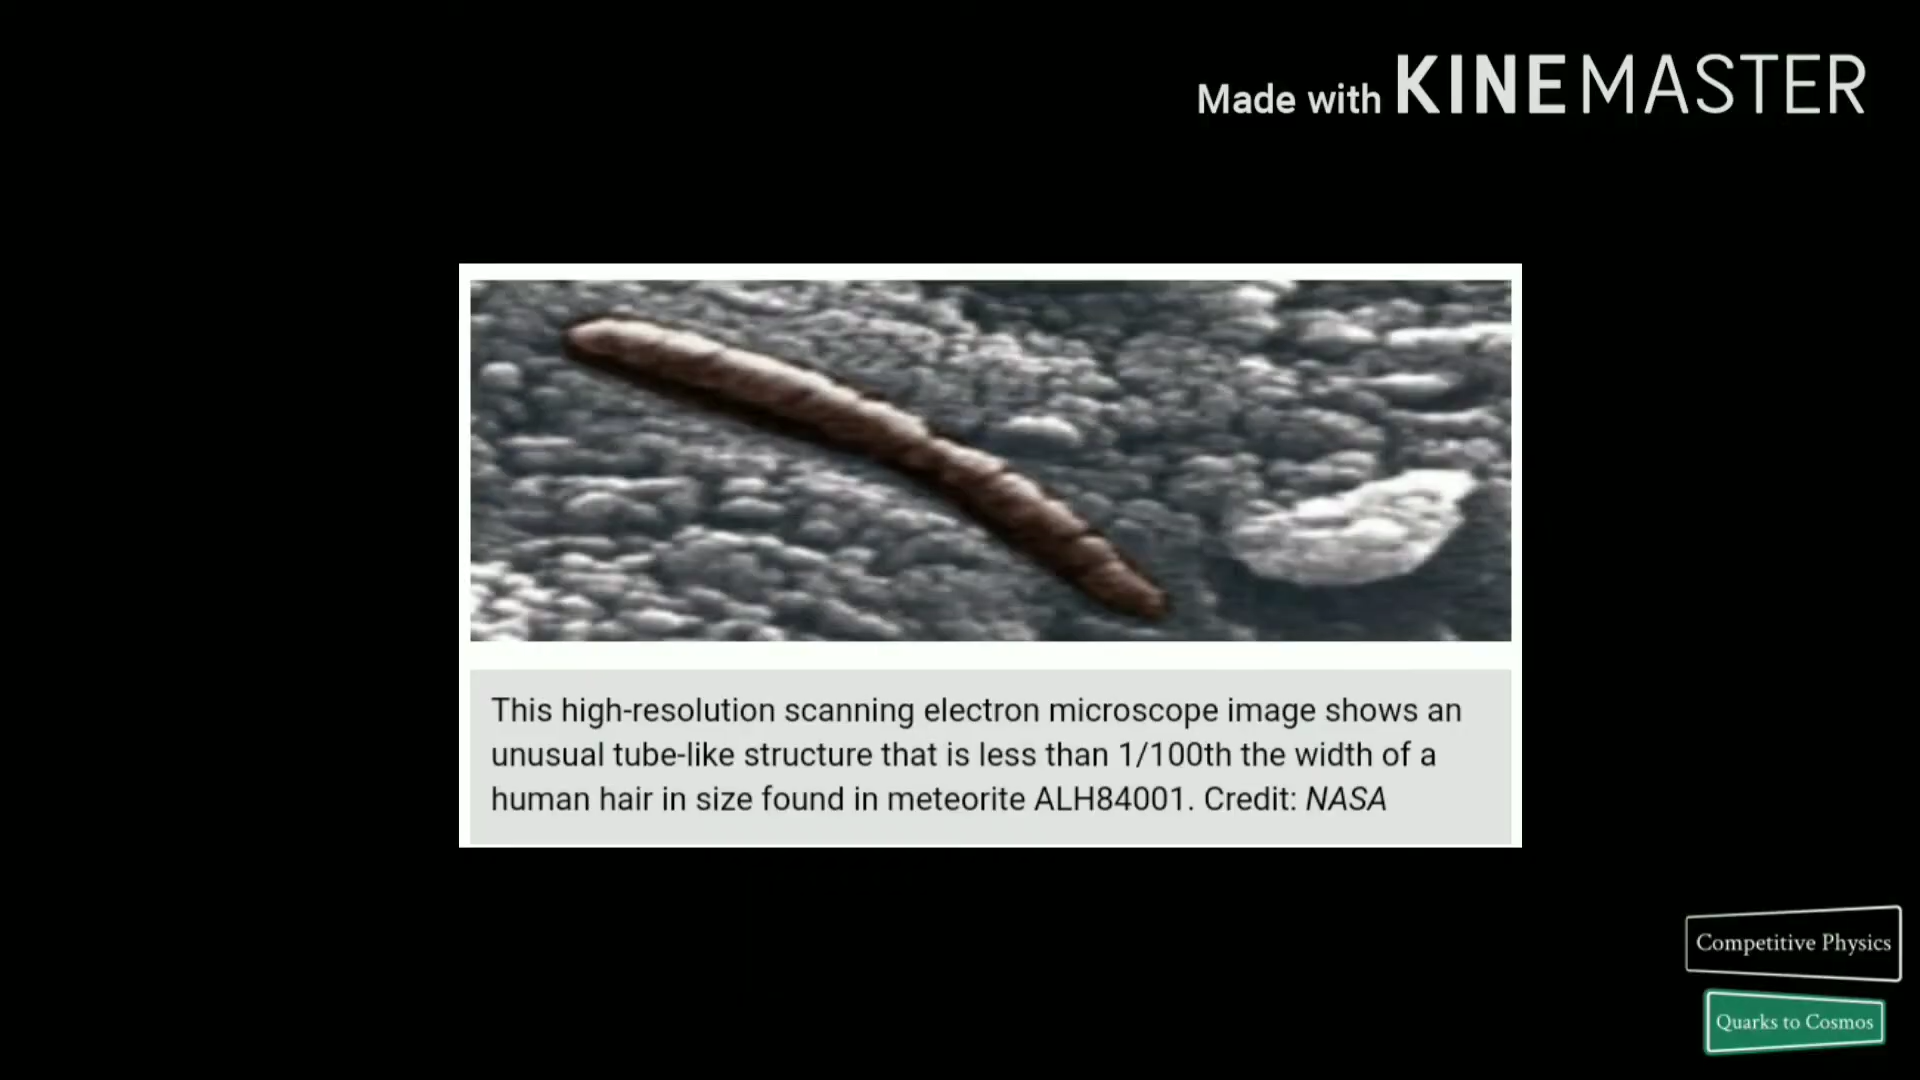 Made with KINEMASTER
This high-resolution scanning electron microscope image shows an
unusual tube-like structure that is less than 1/100th the width of a
human hair in size found in meteorite ALH84001. Credit: NASA
Competitive Physics
Quarks to Cosmos